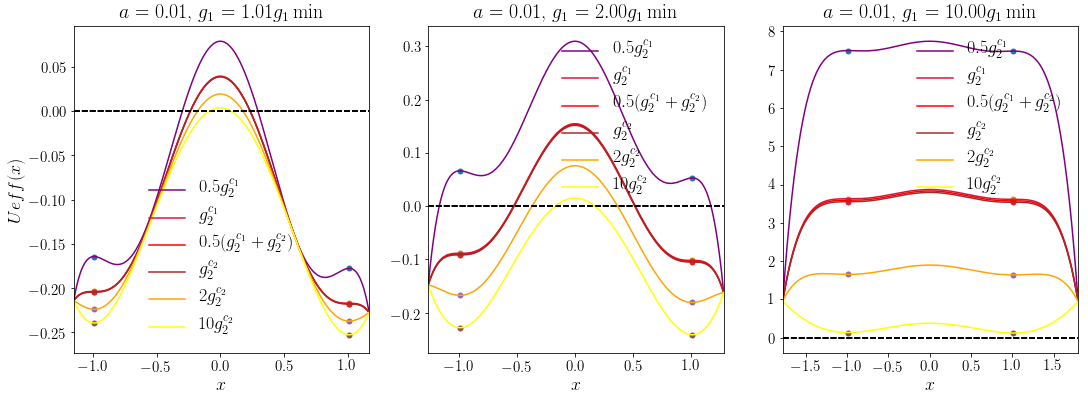 a = 0.01, g₁ = 1.01g₁ min
0.05
0.00
−0.05
−0.10
−0.15
−0.20
−0.25
Ueff(x)
0.5g₂^{c₁}
g₂^{c₁}
0.5(g₂^{c₁} + g₂^{c₂})
g₂^{c₂}
2g₂^{c₂}
10g₂^{c₂}
−1.0 −0.5 0.0 0.5 1.0
x
a = 0.01, g₁ = 2.00g₁ min
0.3
0.2
0.1
0.0
−0.1
−0.2
0.5g₂^{c₁}
g₂^{c₁}
0.5(g₂^{c₁} + g₂^{c₂})
g₂^{c₂}
2g₂^{c₂}
10g₂^{c₂}
−1.0 −0.5 0.0 0.5 1.0
x
a = 0.01, g₁ = 10.00g₁ min
8
7
6
5
4
3
2
1
0
0.5g₂^{c₁}
g₂^{c₁}
0.5(g₂^{c₁} + g₂^{c₂})
g₂^{c₂}
2g₂^{c₂}
10g₂^{c₂}
−1.5 −1.0 −0.5 0.0 0.5 1.0 1.5
x